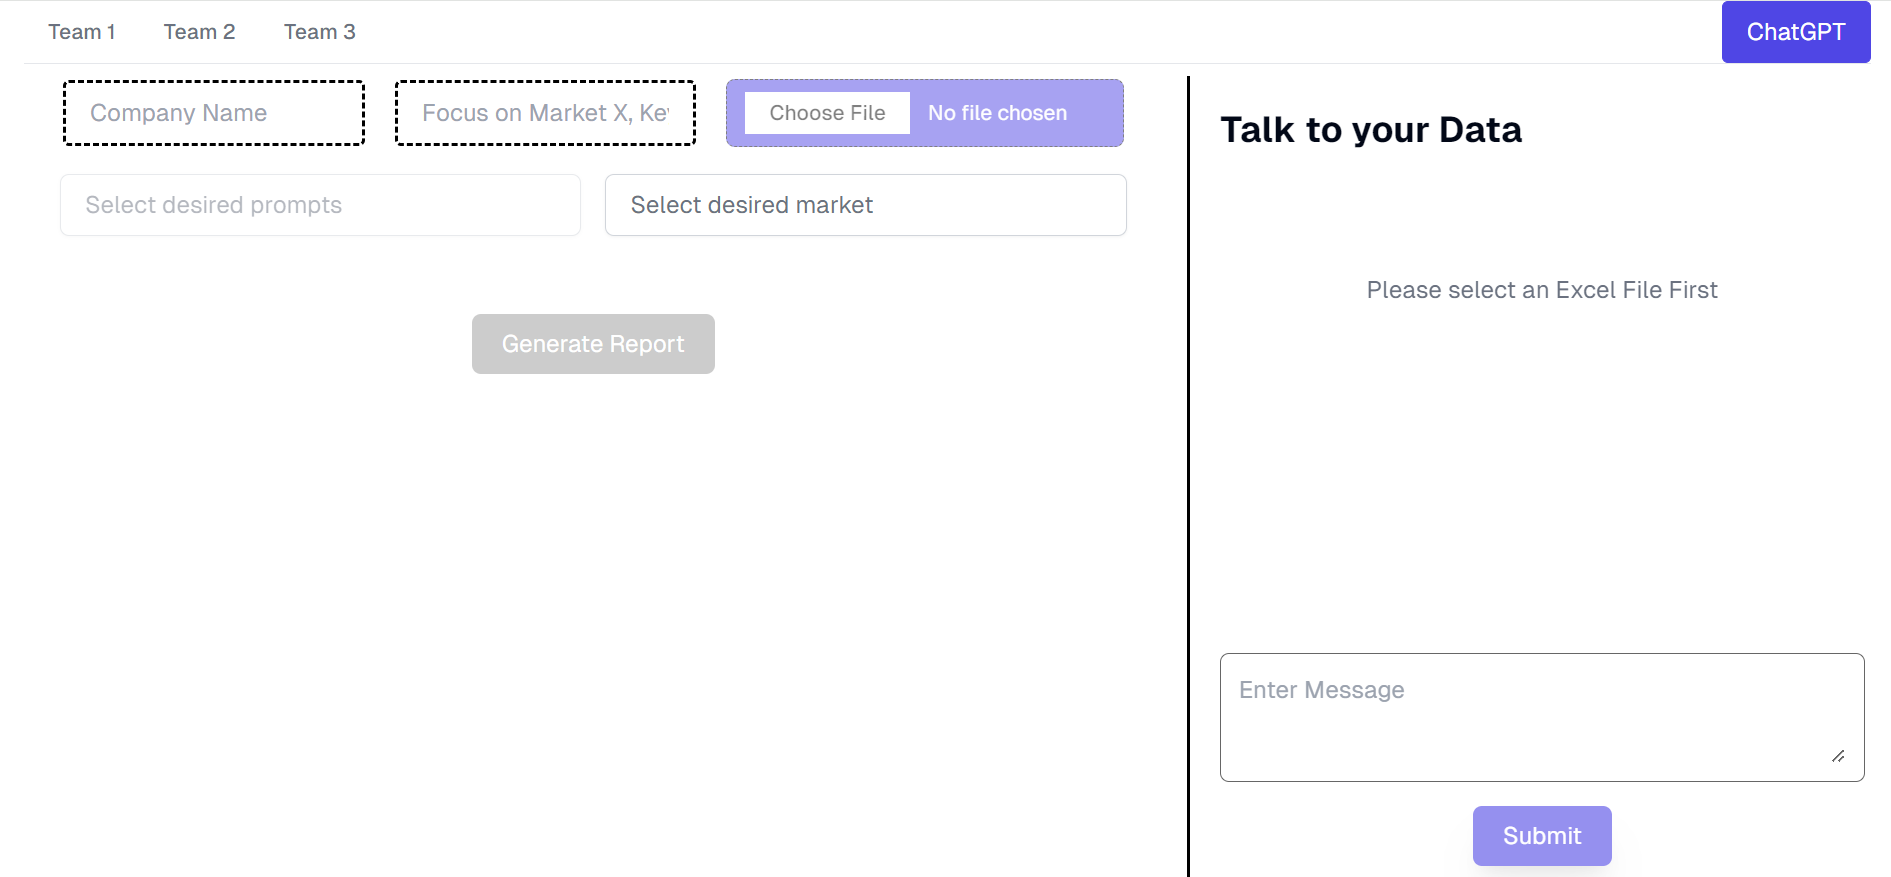 Team 1 Team 2 Team 3 ChatGPT
Company Name
Focus on Market X, Ke
Choose File No file chosen
Select desired prompts
Select desired market
Generate Report
Talk to your Data
Please select an Excel File First
Enter Message
Submit